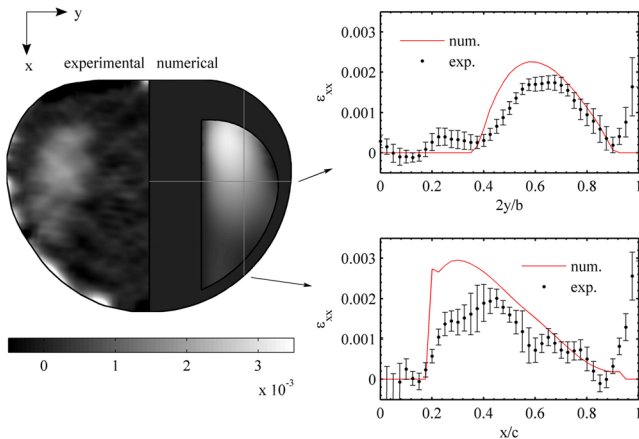 y
x
experimental numerical
0 1 2 3
x 10⁻³
0.003
0.002
0.001
0
εxx
num.
exp.
0 0.2 0.4 0.6 0.8 1
2y/b
0.003
0.002
0.001
0
εxx
num.
exp.
0 0.2 0.4 0.6 0.8 1
x/c